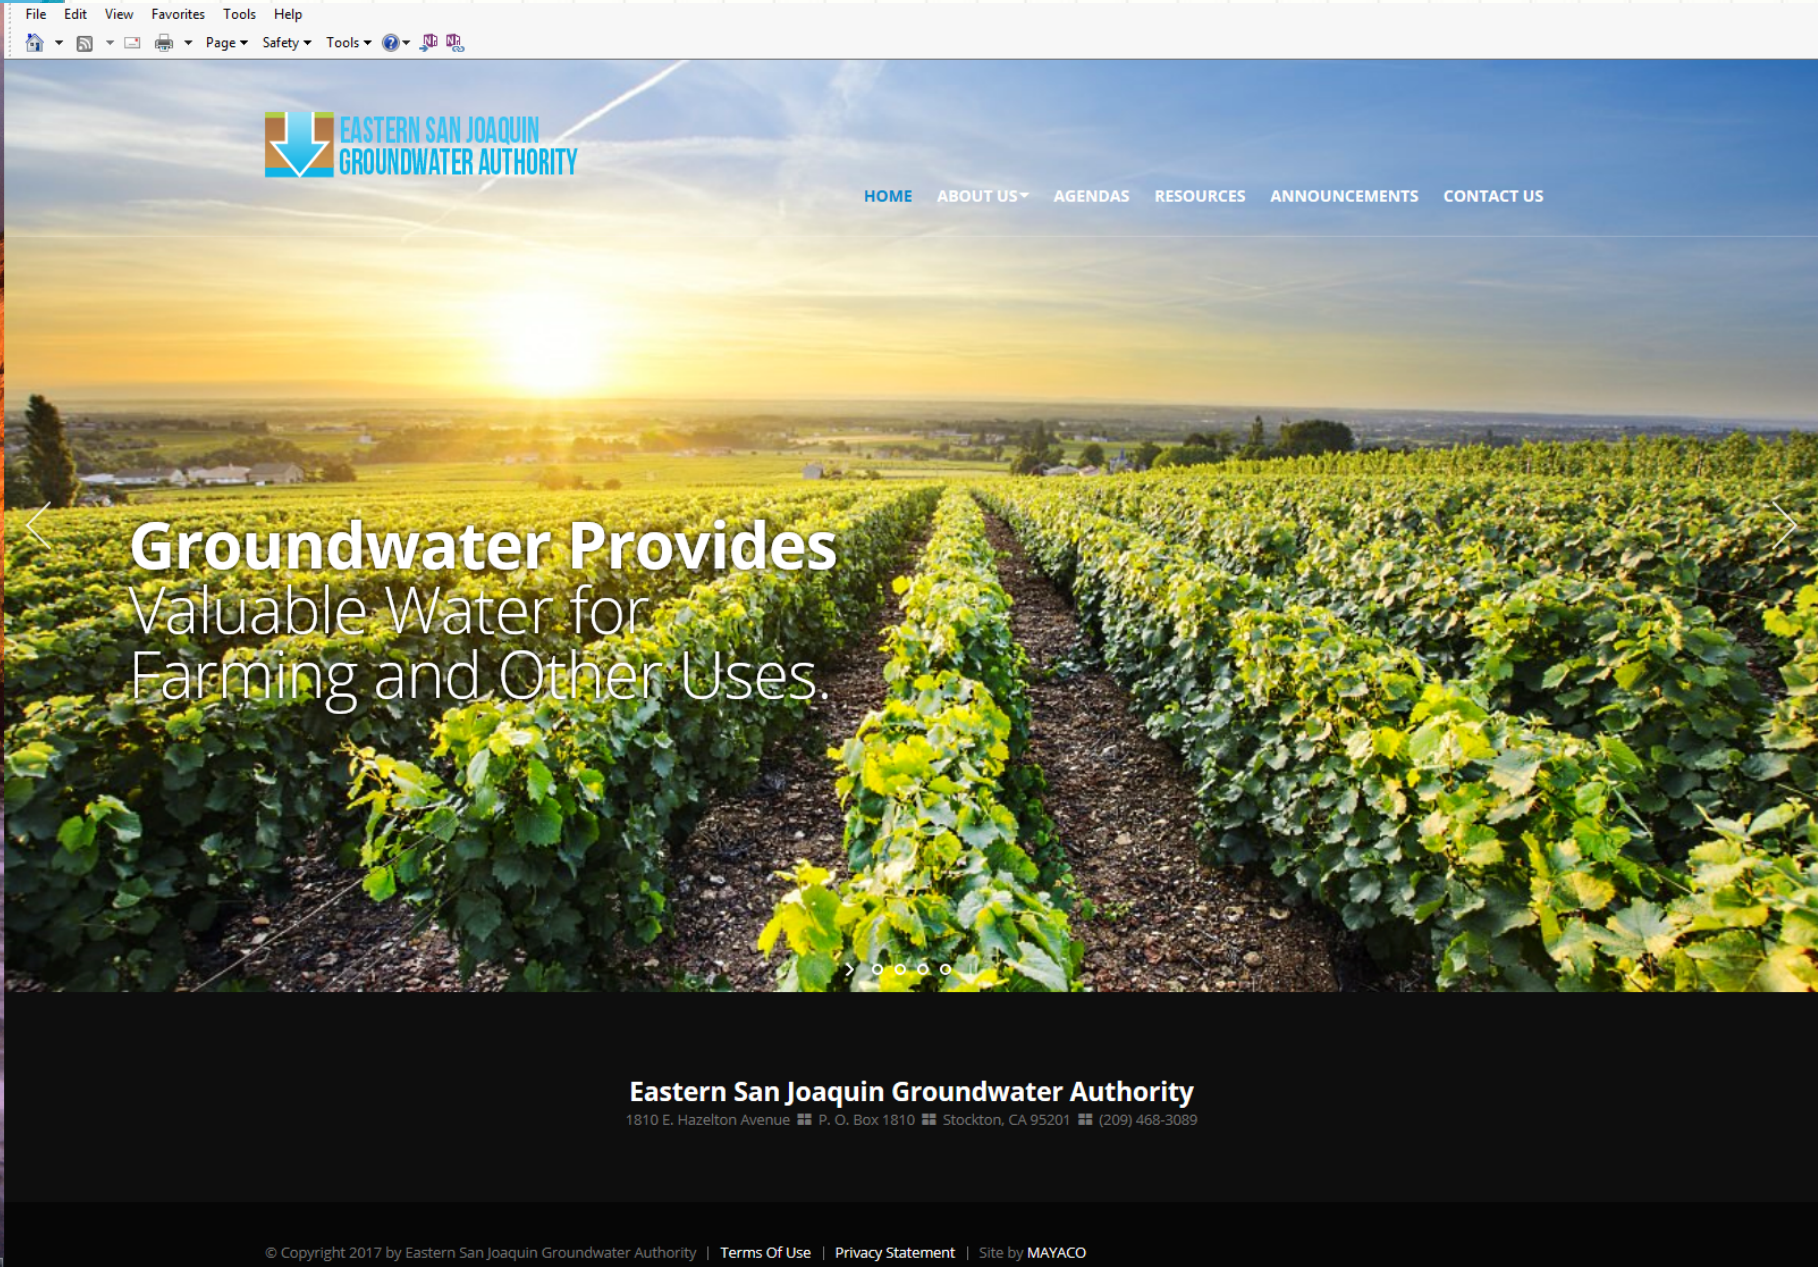 File Edit View Favorites Tools Help
Page Safety Tools
EASTERN SAN JOAQUIN
GROUNDWATER AUTHORITY
HOME ABOUT US AGENDAS RESOURCES ANNOUNCEMENTS CONTACT US
Groundwater Provides
Valuable Water for
Farming and Other Uses.
Eastern San Joaquin Groundwater Authority
1810 E. Hazelton Avenue P. O. Box 1810 Stockton, CA 95201 (209) 468-3089
© Copyright 2017 by Eastern San Joaquin Groundwater Authority | Terms Of Use | Privacy Statement | Site by MAYACO